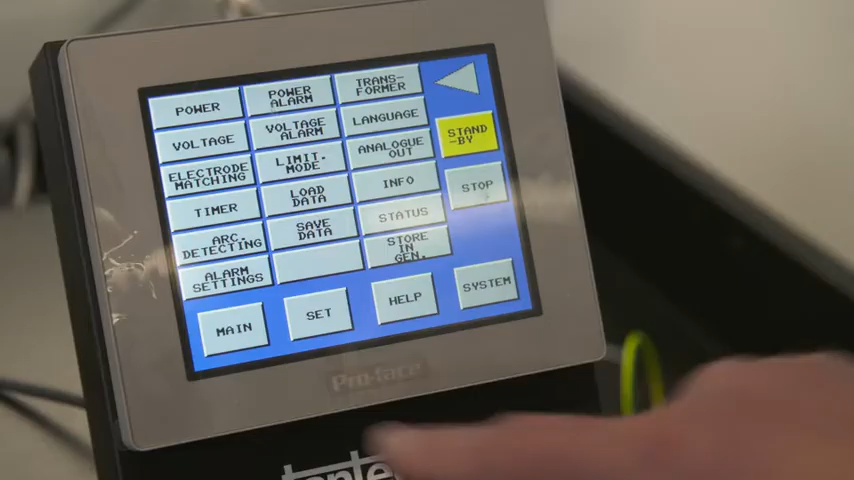 POWER
POWER
ALARM
TRANS-
FORMER
VOLTAGE
VOLTAGE
ALARM
LANGUAGE
STAND
-BY
ELECTRODE
MATCHING
LIMIT.
MODE
ANALOGUE
OUT
TIMER
LOAD
DATA
INFO
STOP
ARC.
DETECTING
SAVE
DATA
STATUS
ALARM
SETTINGS
STORE
IN
GEN.
MAIN
SET
HELP
SYSTEM
Pro-face